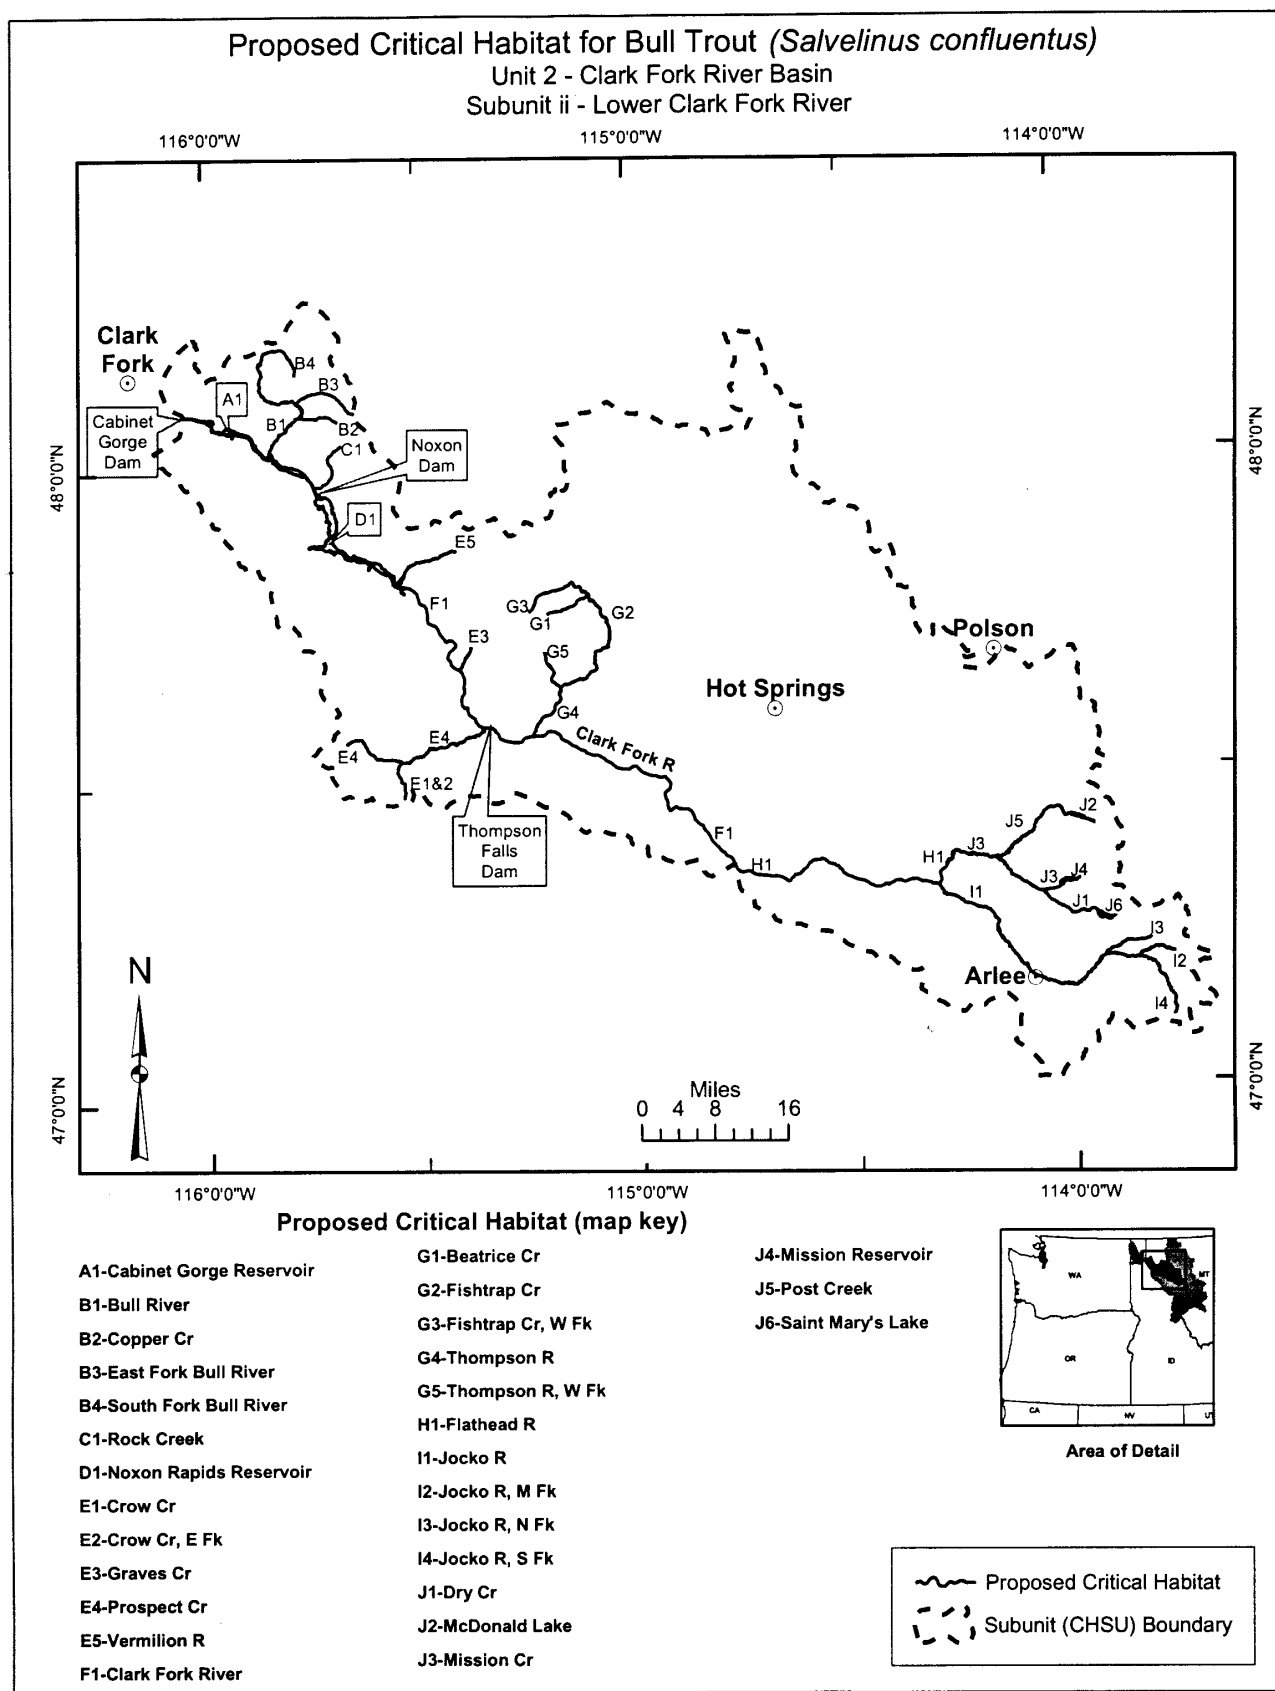 Proposed Critical Habitat for Bull Trout (Salvelinus confluentus)
Unit 2 - Clark Fork River Basin
Subunit ii - Lower Clark Fork River
116°0'0"W
115°0'0"W
114°0'0"W
Clark
Fork
B4
B3
A1
B1
B2
Cabinet
Gorge
Dam
C1
Noxon
Dam
48°0'0"N
48°0'0"N
D1
E5
F1
G3
G1
G2
E3
G5
Polson
Hot Springs
G4
E4
E4
Clark Fork R
E1&2
Thompson
Falls
Dam
F1
H1
H1
J3
J5
J2
J3
J4
J1
J6
I1
I3
I2
I4
Arlee
N
Miles
0 4 8 16
47°0'0"N
47°0'0"N
116°0'0"W
115°0'0"W
114°0'0"W
Proposed Critical Habitat (map key)
A1-Cabinet Gorge Reservoir
B1-Bull River
B2-Copper Cr
B3-East Fork Bull River
B4-South Fork Bull River
C1-Rock Creek
D1-Noxon Rapids Reservoir
E1-Crow Cr
E2-Crow Cr, E Fk
E3-Graves Cr
E4-Prospect Cr
E5-Vermilion R
F1-Clark Fork River
G1-Beatrice Cr
G2-Fishtrap Cr
G3-Fishtrap Cr, W Fk
G4-Thompson R
G5-Thompson R, W Fk
H1-Flathead R
I1-Jocko R
I2-Jocko R, M Fk
I3-Jocko R, N Fk
I4-Jocko R, S Fk
J1-Dry Cr
J2-McDonald Lake
J3-Mission Cr
J4-Mission Reservoir
J5-Post Creek
J6-Saint Mary's Lake
WA
MT
OR
ID
CA
NV
UT
Area of Detail
Proposed Critical Habitat
Subunit (CHSU) Boundary